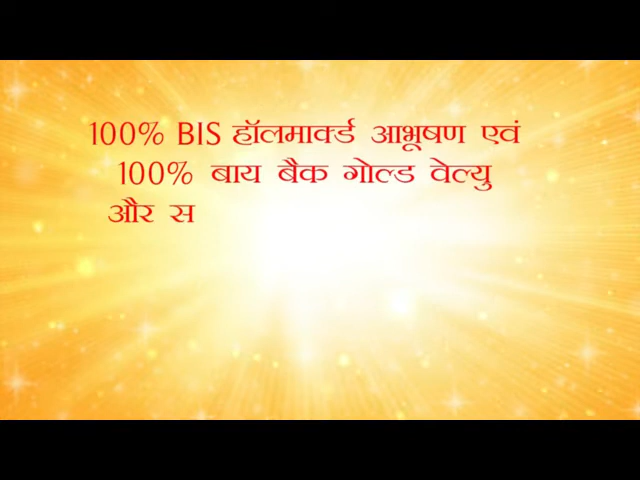 100% BIS हॉलमार्क्ड आभूषण एवं
100% बाय बैक गोल्ड वेल्यु
और स